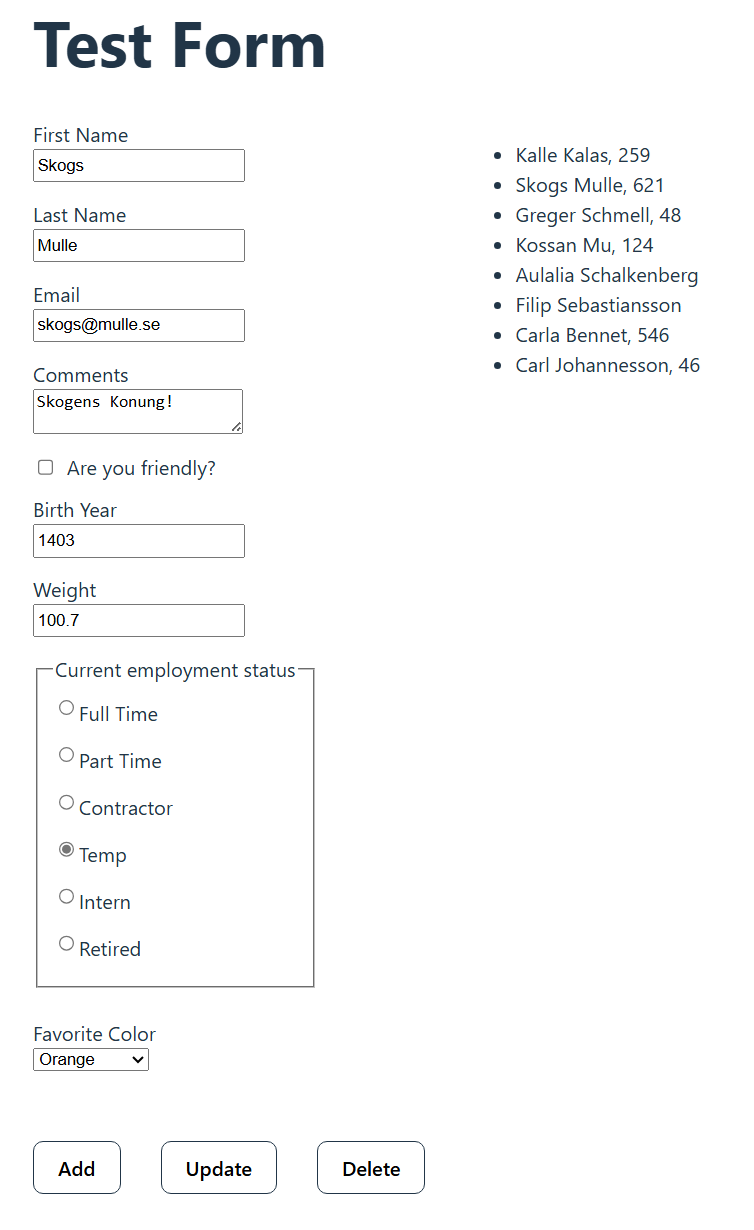 Test Form
First Name
Skogs
Last Name
Mulle
Email
skogs@mulle.se
Comments
Skogens Konung!
Are you friendly?
Birth Year
1403
Weight
100.7
Current employment status
Full Time
Part Time
Contractor
Temp
Intern
Retired
Favorite Color
Orange
Add
Update
Delete
Kalle Kalas, 259
Skogs Mulle, 621
Greger Schmell, 48
Kossan Mu, 124
Aulalia Schalkenberg
Filip Sebastiansson
Carla Bennet, 546
Carl Johannesson, 46